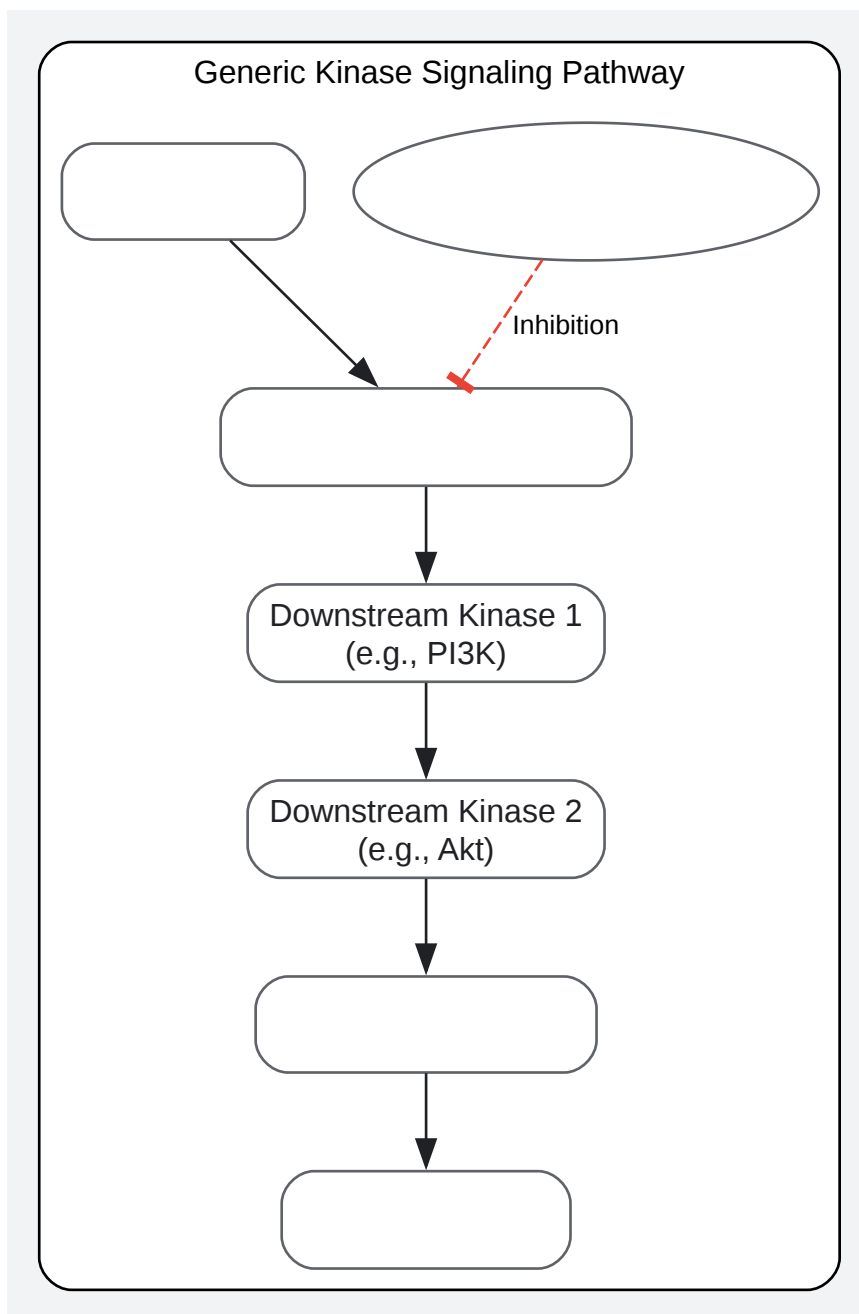 Generic Kinase Signaling Pathway
Inhibition
Downstream Kinase 1
(e.g., PI3K)
Downstream Kinase 2
(e.g., Akt)